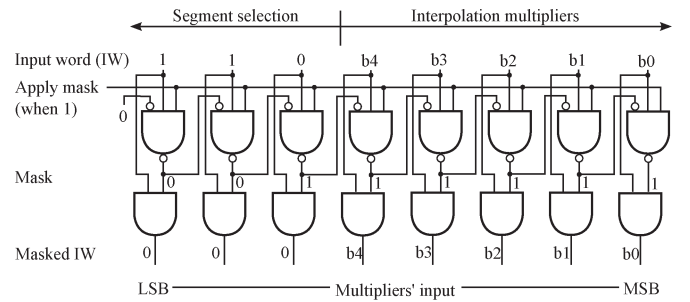 Segment selection Interpolation multipliers
Input word (IW) 1 1 0 b4 b3 b2 b1 b0
Apply mask
(when 1)
0
Mask 0 0 1 1 1 1 1 1
Masked IW 0 0 0 b4 b3 b2 b1 b0
LSB Multipliers' input MSB